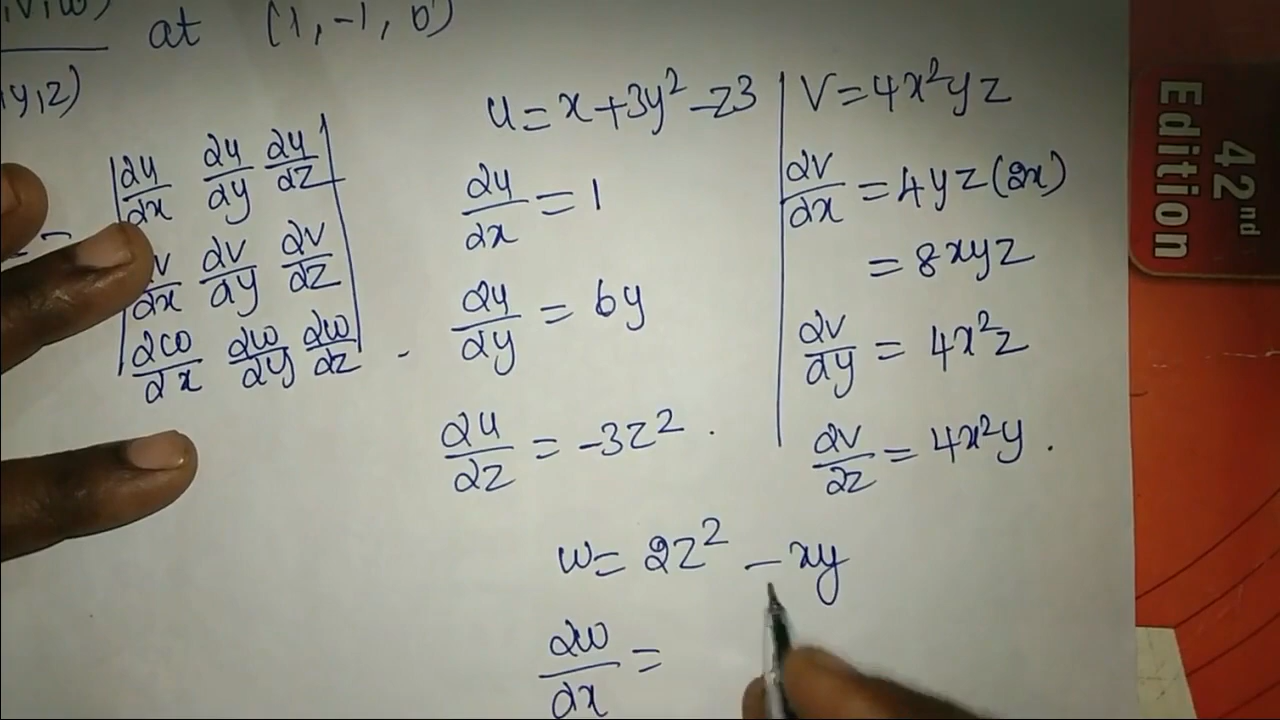 ,V,W) at (1,-1,0)
,y,z)
u=x+3y²-z3
∂u/∂x ∂u/∂y ∂u/∂z
∂v/∂x ∂v/∂y ∂v/∂z
∂w/∂x ∂w/∂y ∂w/∂z
∂u/∂x = 1
∂u/∂y = 6y
∂u/∂z = -3z².
V=4x²yz
∂v/∂x = 4yz(2x)
= 8xyz
∂v/∂y = 4x²z
∂v/∂z = 4x²y.
w= 2z² - xy
∂w/∂x =
42nd
Edition